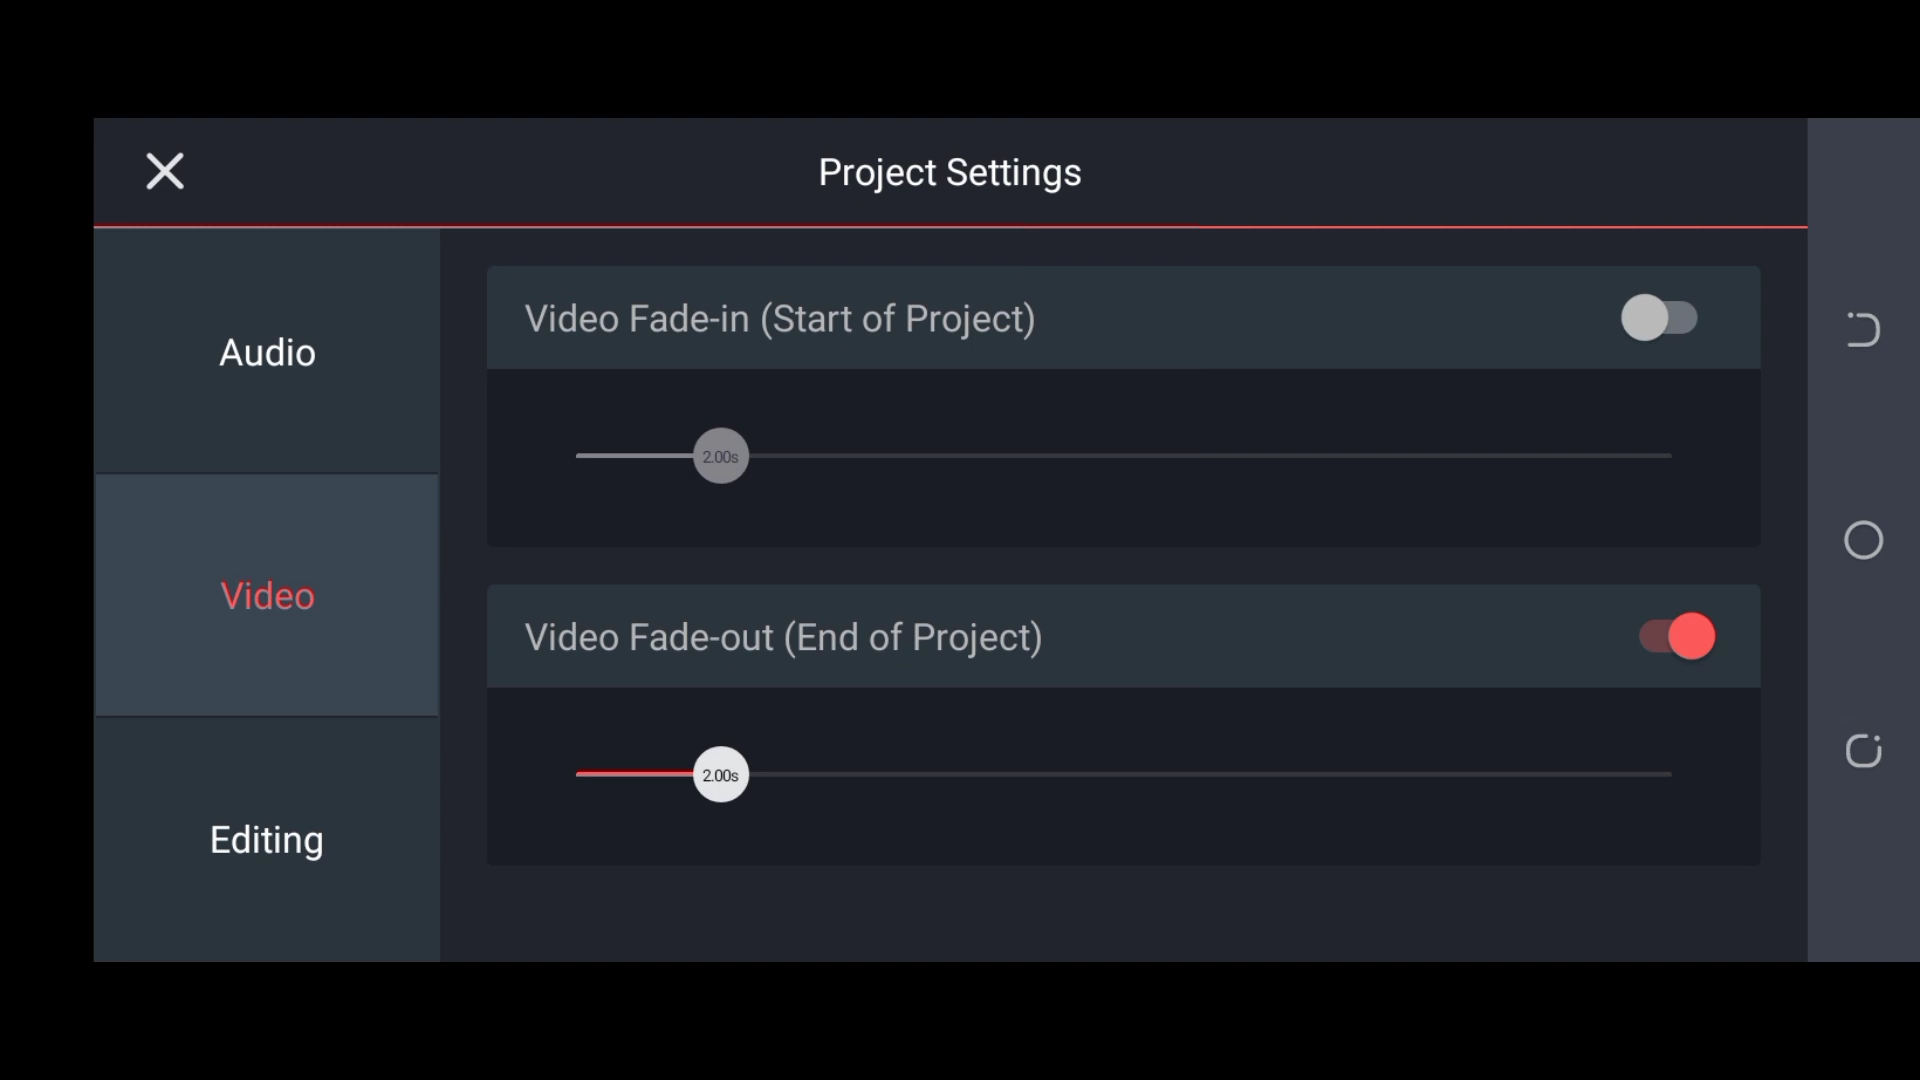 Project Settings
Audio
Video
Editing
Video Fade-in (Start of Project)
2.00s
Video Fade-out (End of Project)
2.00s